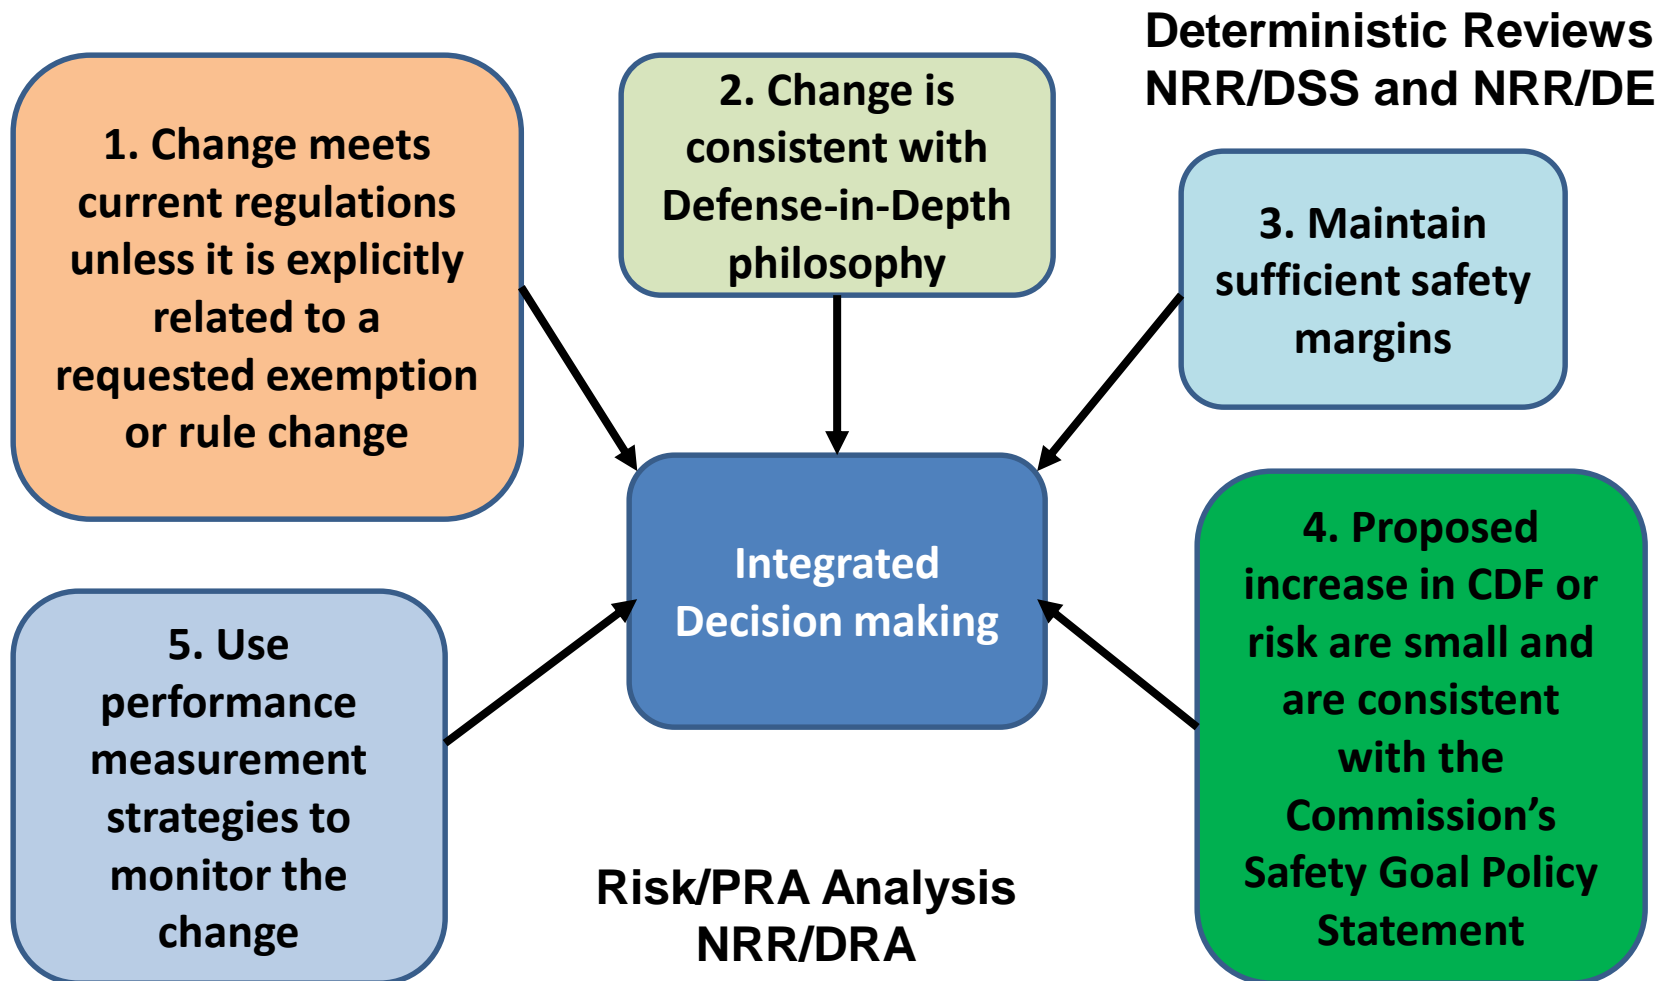 Deterministic Reviews
NRR/DSS and NRR/DE
1. Change meets
current regulations
unless it is explicitly
related to a
requested exemption
or rule change
2. Change is
consistent with
Defense-in-Depth
philosophy
3. Maintain
sufficient safety
margins
Integrated
Decision making
4. Proposed
increase in CDF or
risk are small and
are consistent
with the
Commission’s
Safety Goal Policy
Statement
5. Use
performance
measurement
strategies to
monitor the
change
Risk/PRA Analysis
NRR/DRA